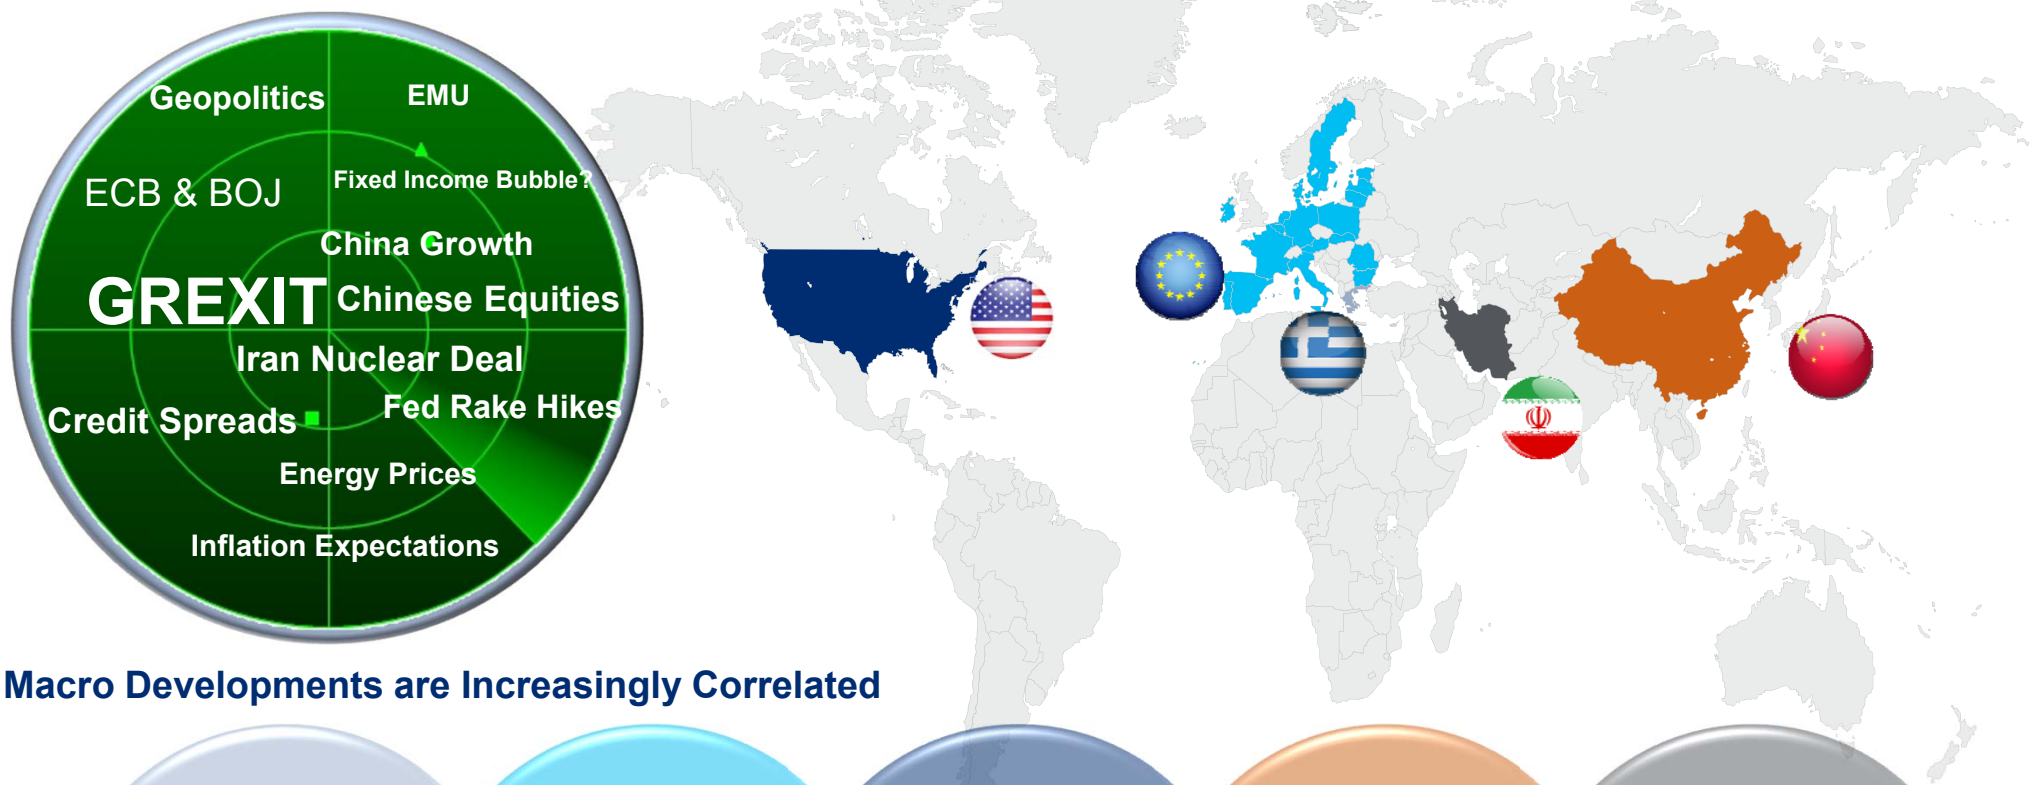 Geopolitics
EMU
Fixed Income Bubble?
ECB & BOJ
China Growth
GREXIT
Chinese Equities
Iran Nuclear Deal
Fed Rake Hikes
Credit Spreads
Energy Prices
Inflation Expectations
Macro Developments are Increasingly Correlated